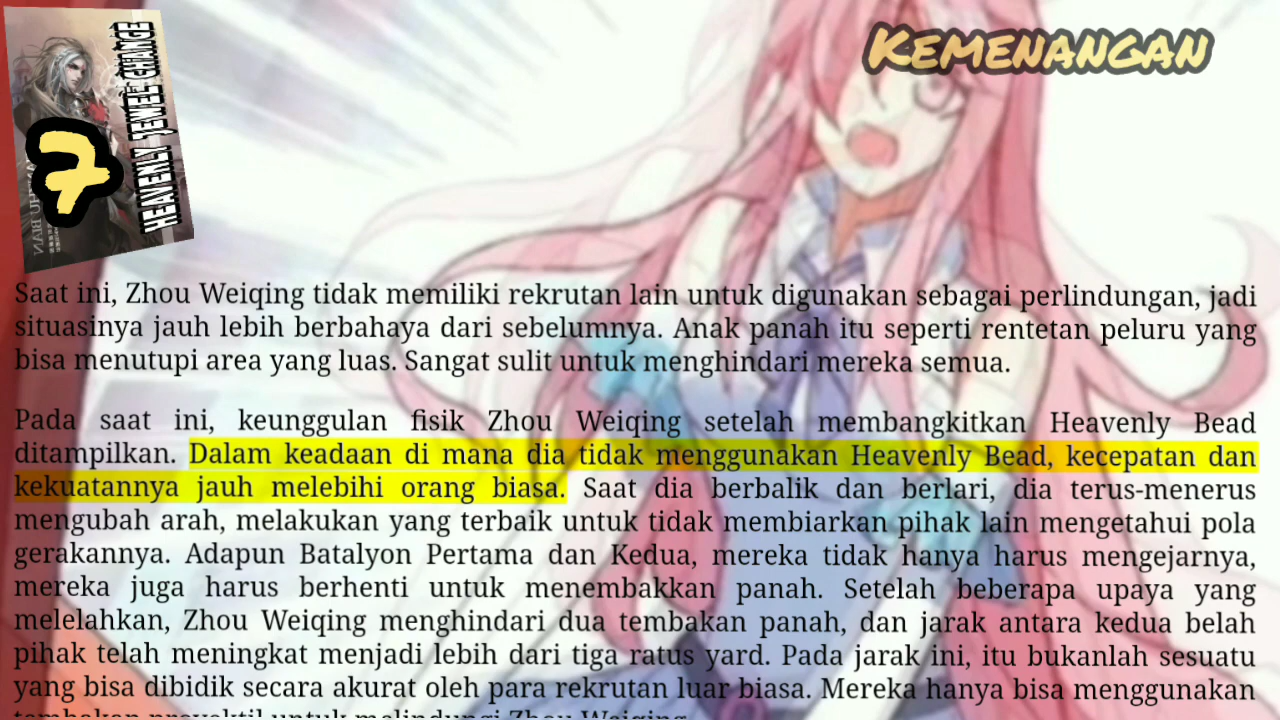 Kemenangan
HEAVENLY JEWEL CHANGE
7
Saat ini, Zhou Weiqing tidak memiliki rekrutan lain untuk digunakan sebagai perlindungan, jadi
situasinya jauh lebih berbahaya dari sebelumnya. Anak panah itu seperti rentetan peluru yang
bisa menutupi area yang luas. Sangat sulit untuk menghindari mereka semua.
Pada saat ini, keunggulan fisik Zhou Weiqing setelah membangkitkan Heavenly Bead
ditampilkan. Dalam keadaan di mana dia tidak menggunakan Heavenly Bead, kecepatan dan
kekuatannya jauh melebihi orang biasa. Saat dia berbalik dan berlari, dia terus-menerus
mengubah arah, melakukan yang terbaik untuk tidak membiarkan pihak lain mengetahui pola
gerakannya. Adapun Batalyon Pertama dan Kedua, mereka tidak hanya harus mengejarnya,
mereka juga harus berhenti untuk menembakkan panah. Setelah beberapa upaya yang
melelahkan, Zhou Weiqing menghindari dua tembakan panah, dan jarak antara kedua belah
pihak telah meningkat menjadi lebih dari tiga ratus yard. Pada jarak ini, itu bukanlah sesuatu
yang bisa dibidik secara akurat oleh para rekrutan luar biasa. Mereka hanya bisa menggunakan